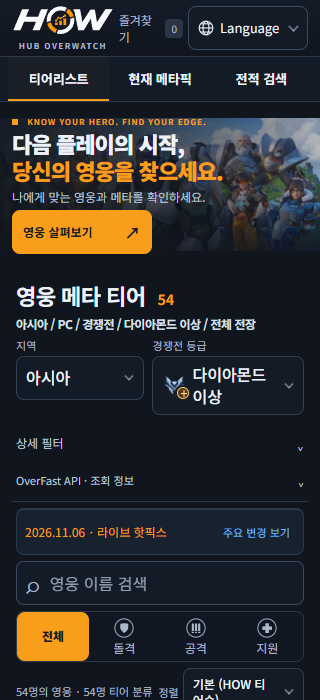 HOW
HUB OVERWATCH
즐겨찾
기
0
Language
티어리스트
현재 메타픽
전적 검색
KNOW YOUR HERO. FIND YOUR EDGE.
다음 플레이의 시작,
당신의 영웅을 찾으세요.
나에게 맞는 영웅과 메타를 확인하세요.
영웅 살펴보기
영웅 메타 티어 54
아시아 / PC / 경쟁전 / 다이아몬드 이상 / 전체 전장
지역
경쟁전 등급
아시아
다이아몬드
이상
상세 필터
OverFast API · 조회 정보
2026.11.06 · 라이브 핫픽스
주요 변경 보기
영웅 이름 검색
전체
돌격
공격
지원
54명의 영웅 · 54명 티어 분류
정렬
기본 (HOW 티
어순)